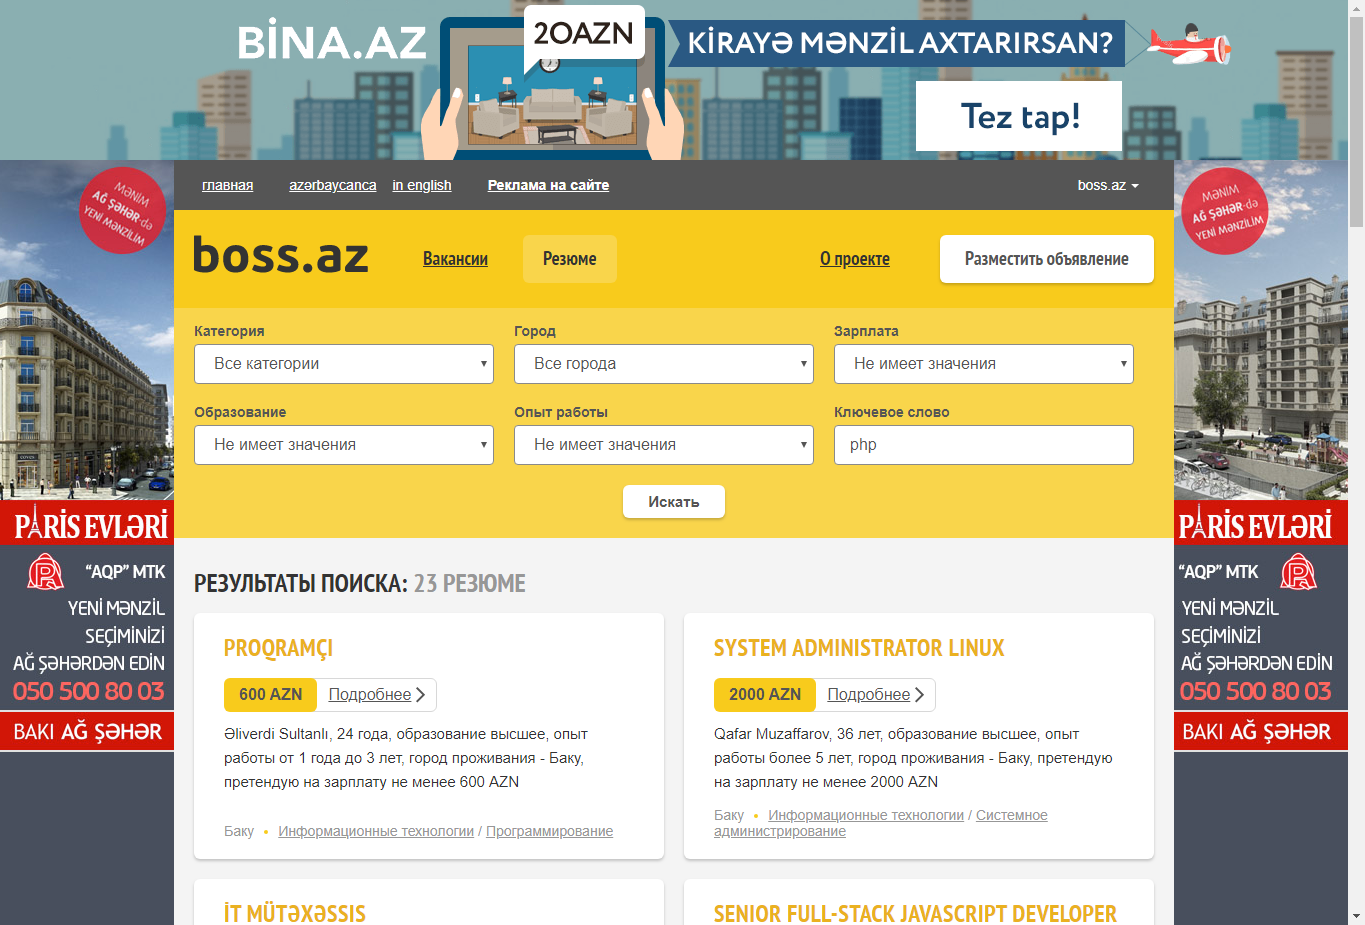 BİNA.AZ
20AZN
KİRAYƏ MƏNZİL AXTARIRSAN?
Tez tap!
MƏNİM
AĞ ŞƏHƏR-də
YENİ MƏNZİLİM
главная
azərbaycanca
in english
Реклама на сайте
boss.az
MƏNİM
AĞ ŞƏHƏR-də
YENİ MƏNZİLİM
boss.az
Вакансии
Резюме
О проекте
Разместить объявление
Категория
Город
Зарплата
Все категории
Все города
Не имеет значения
Образование
Опыт работы
Ключевое слово
Не имеет значения
Не имеет значения
php
Искать
PARİS EVLƏRİ
"AQP" MTK
YENİ MƏNZİL
SEÇİMİNİZİ
AĞ ŞƏHƏRDƏN EDİN
050 500 80 03
BAKI AĞ ŞƏHƏR
PARİS EVLƏRİ
"AQP" MTK
YENİ MƏNZİL
SEÇİMİNİZİ
AĞ ŞƏHƏRDƏN EDİN
050 500 80 03
BAKI AĞ ŞƏHƏR
РЕЗУЛЬТАТЫ ПОИСКА: 23 РЕЗЮМЕ
PROQRAMÇI
600 AZN
Подробнее
Əliverdi Sultanlı, 24 года, образование высшее, опыт
работы от 1 года до 3 лет, город проживания - Баку,
претендую на зарплату не менее 600 AZN
Баку • Информационные технологии / Программирование
SYSTEM ADMINISTRATOR LINUX
2000 AZN
Подробнее
Qafar Muzaffarov, 36 лет, образование высшее, опыт
работы более 5 лет, город проживания - Баку, претендую
на зарплату не менее 2000 AZN
Баку • Информационные технологии / Системное
администрирование
İT MÜTƏXƏSSIS
SENIOR FULL-STACK JAVASCRIPT DEVELOPER